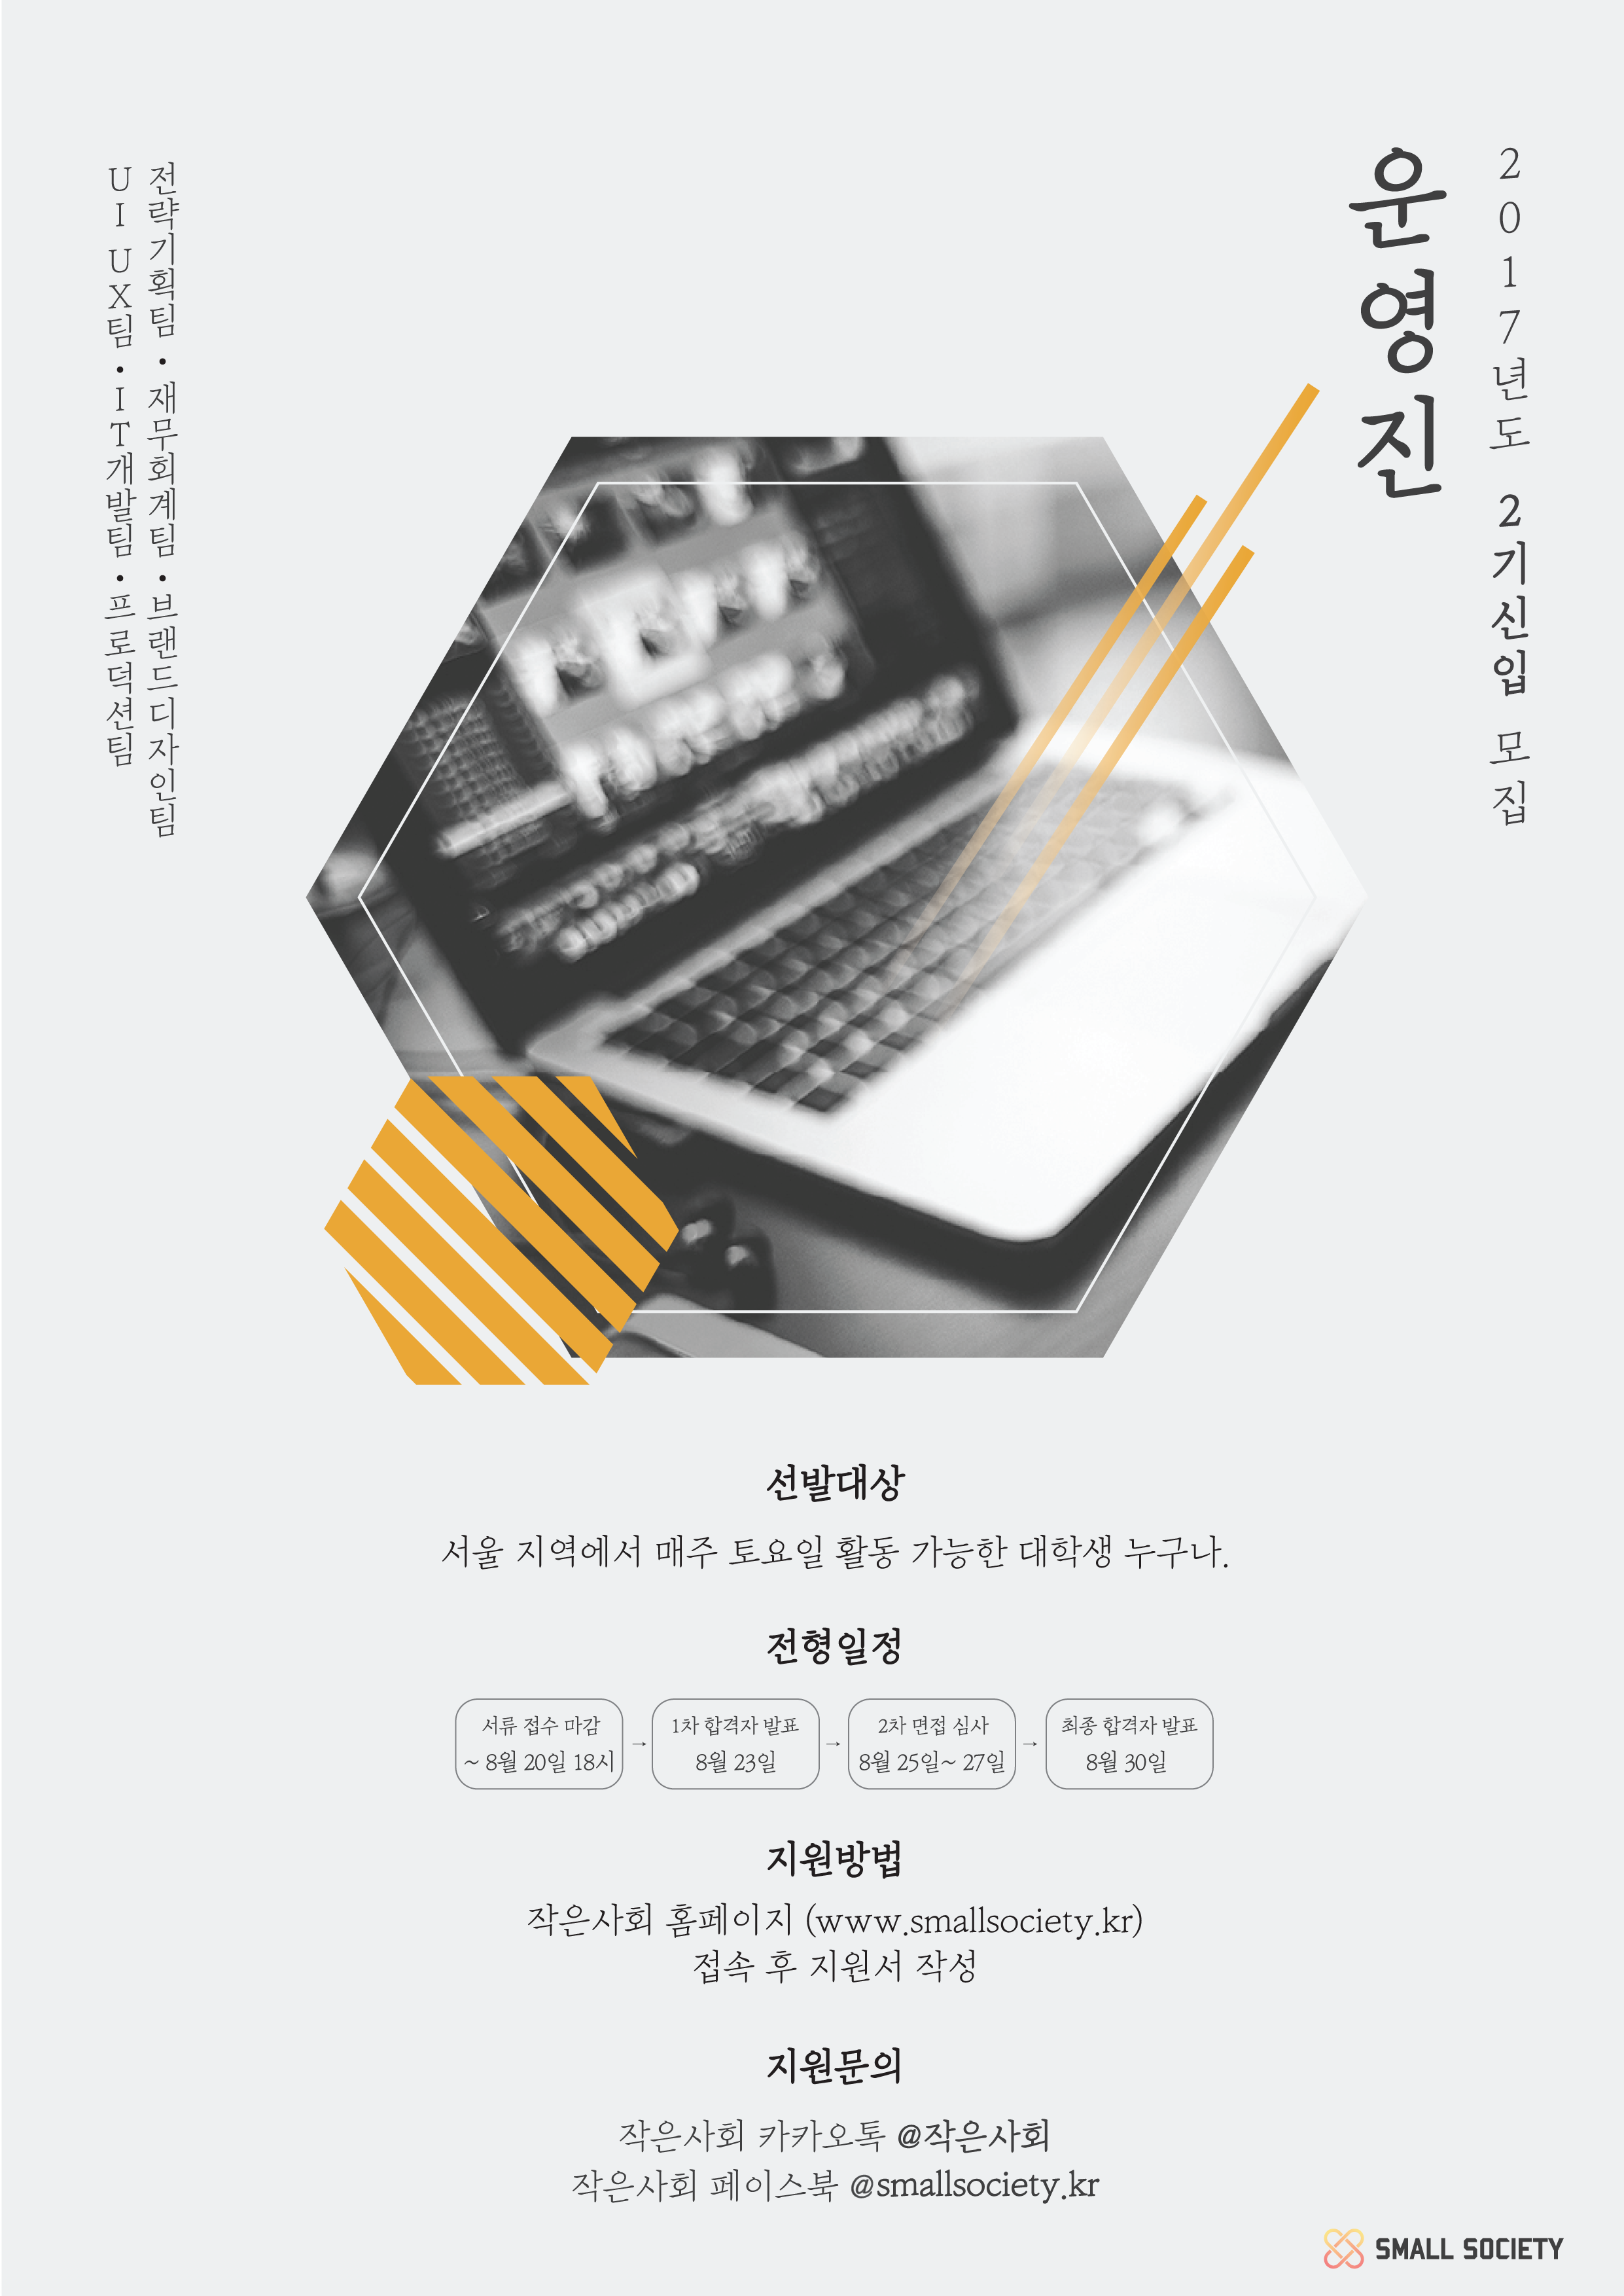 2017년도 2기신입 모집
운영진
전략기획팀 • 재무회계팀 • 브랜드디자인팀
UI UX팀 • IT개발팀 • 프로덕션팀
선발대상
서울 지역에서 매주 토요일 활동 가능한 대학생 누구나.
전형일정
서류 접수 마감
~ 8월 20일 18시
→
1차 합격자 발표
8월 23일
→
2차 면접 심사
8월 25일~ 27일
→
최종 합격자 발표
8월 30일
지원방법
작은사회 홈페이지 (www.smallsociety.kr)
접속 후 지원서 작성
지원문의
작은사회 카카오톡 @작은사회
작은사회 페이스북 @smallsociety.kr
SMALL SOCIETY